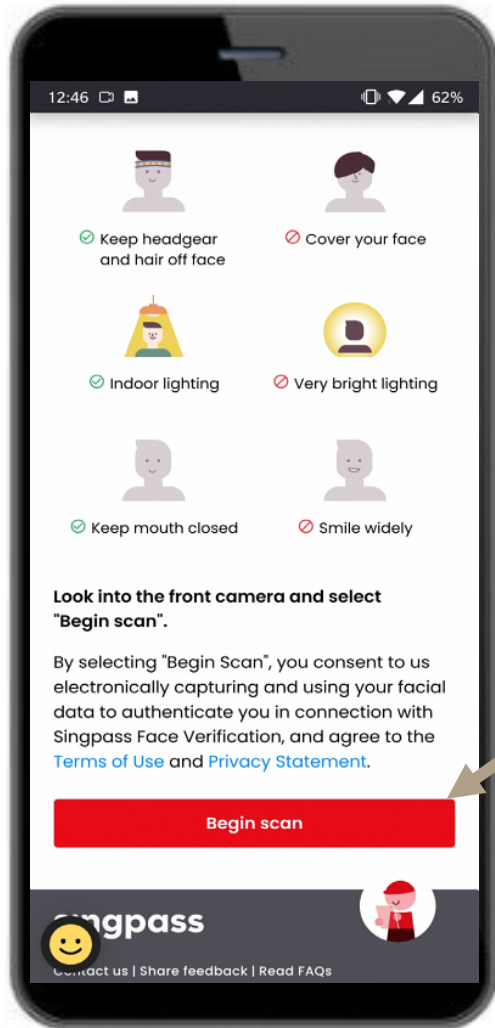 12:46 62%
Keep headgear
and hair off face
Cover your face
Indoor lighting
Very bright lighting
Keep mouth closed
Smile widely
Look into the front camera and select
"Begin scan".
By selecting "Begin Scan", you consent to us
electronically capturing and using your facial
data to authenticate you in connection with
Singpass Face Verification, and agree to the
Terms of Use and Privacy Statement.
Begin scan
singpass
Contact us | Share feedback | Read FAQs